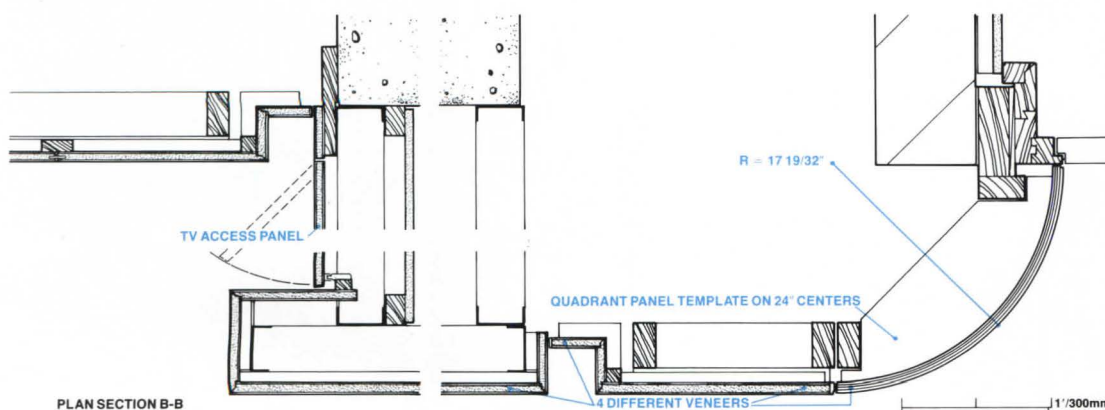 R = 17 19/32"
TV ACCESS PANEL
QUADRANT PANEL TEMPLATE ON 24" CENTERS
4 DIFFERENT VENEERS
PLAN SECTION B-B
1'/300mm